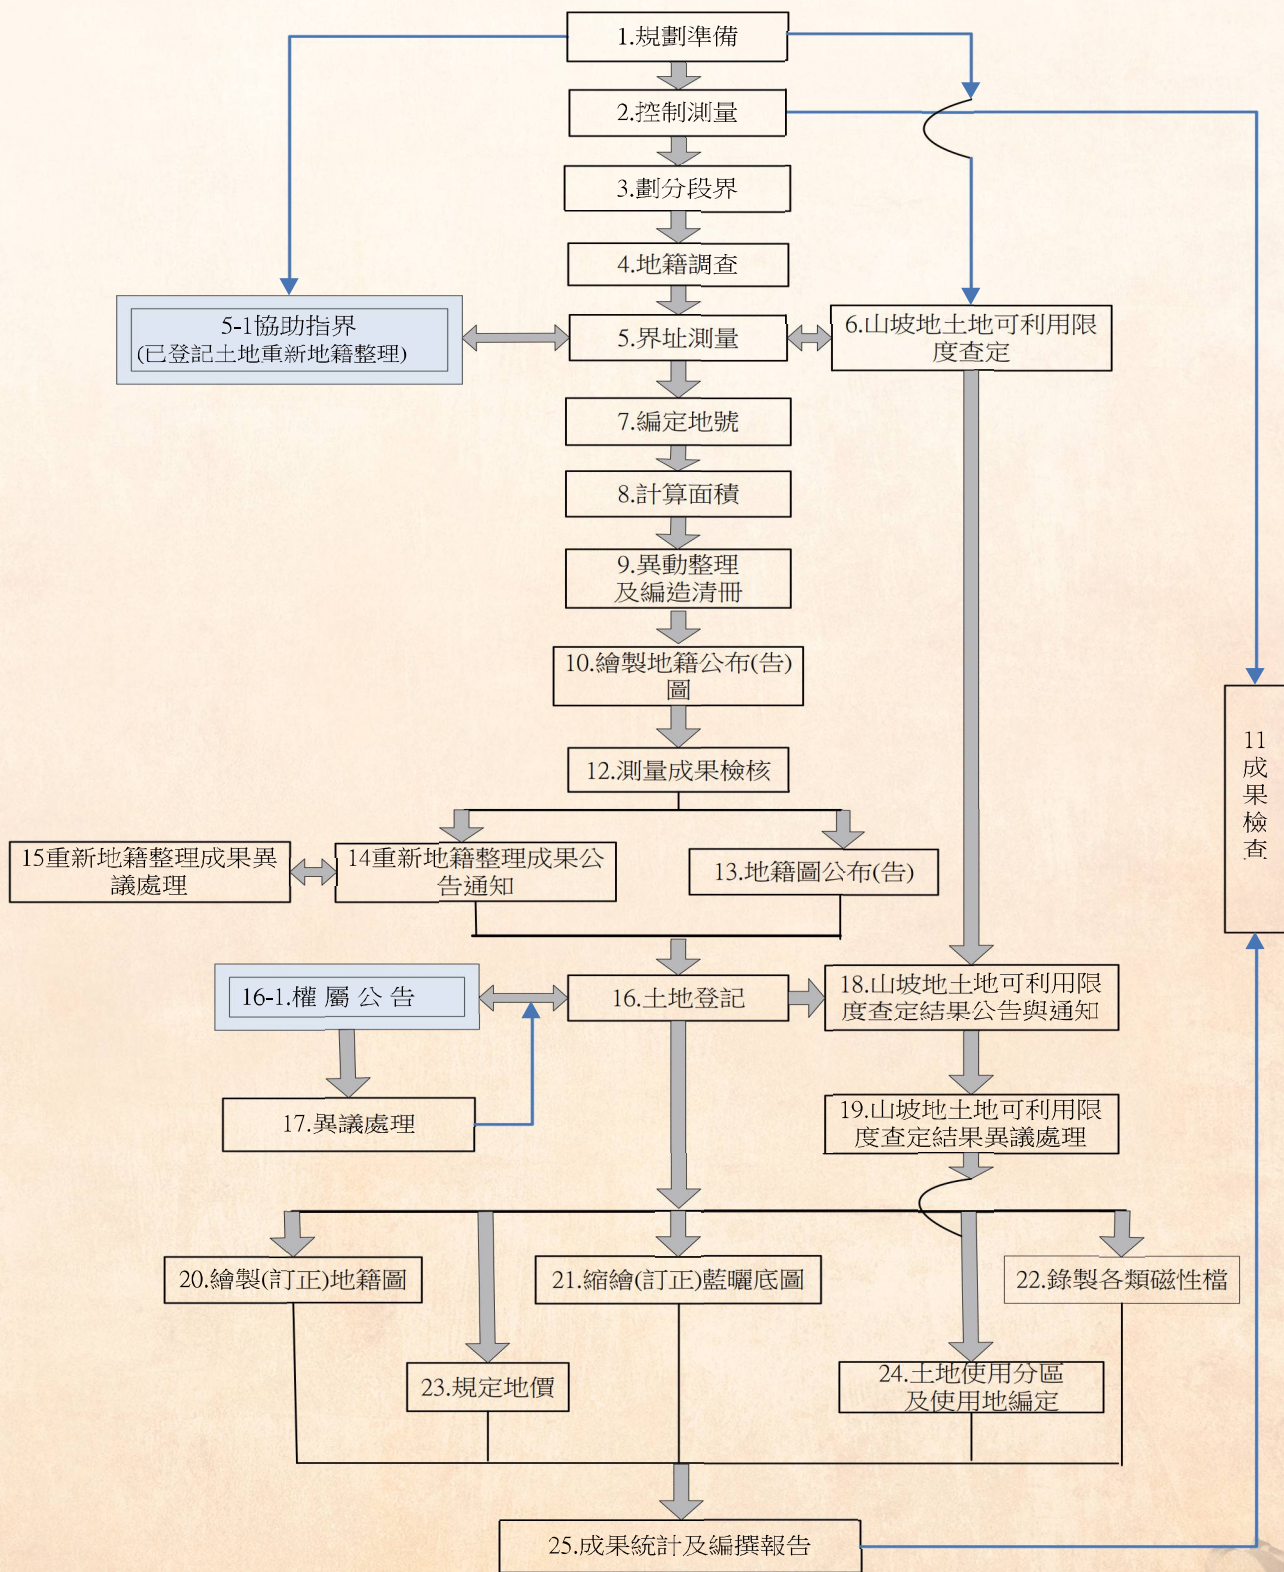 1.規劃準備
2.控制測量
3.劃分段界
4.地籍調查
5-1協助指界
(已登記土地重新地籍整理)
5.界址測量
6.山坡地土地可利用限
度查定
7.編定地號
8.計算面積
9.異動整理
及編造清冊
10.繪製地籍公布(告)
圖
11
成
果
檢
查
12.測量成果檢核
15重新地籍整理成果異
議處理
14重新地籍整理成果公
告通知
13.地籍圖公布(告)
16-1.權 屬 公 告
16.土地登記
18.山坡地土地可利用限
度查定結果公告與通知
17.異議處理
19.山坡地土地可利用限
度查定結果異議處理
20.繪製(訂正)地籍圖
21.縮繪(訂正)藍曬底圖
22.錄製各類磁性檔
23.規定地價
24.土地使用分區
及使用地編定
25.成果統計及編撰報告